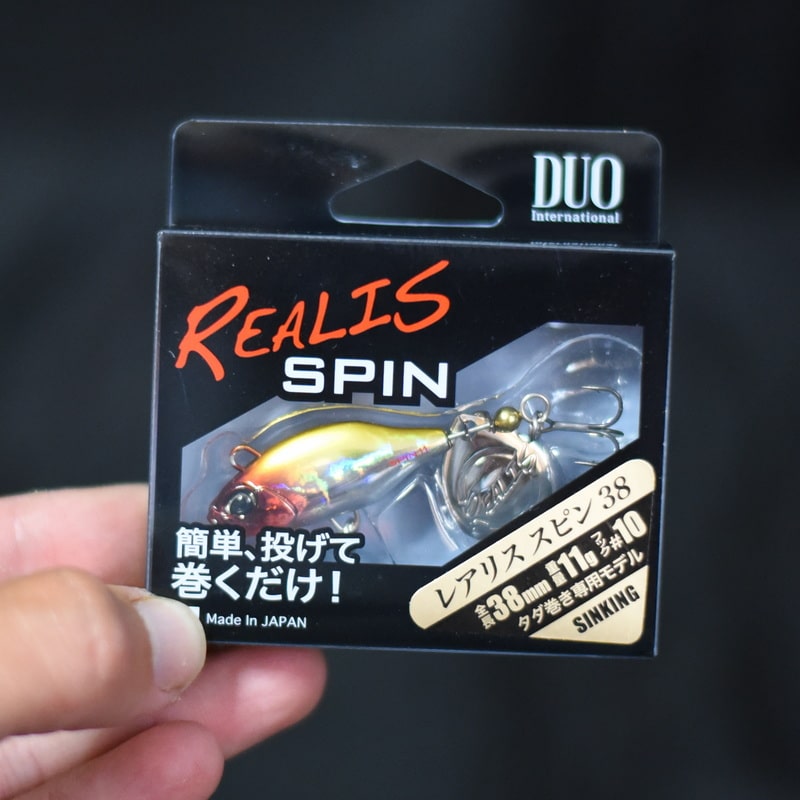 DUO
International
REALIS
SPIN
REALIS
簡単、投げて
巻くだけ！
Made In JAPAN
レアリス スピン 38
全長38mm 重量11g フック#10
タダ巻き専用モデル
SINKING